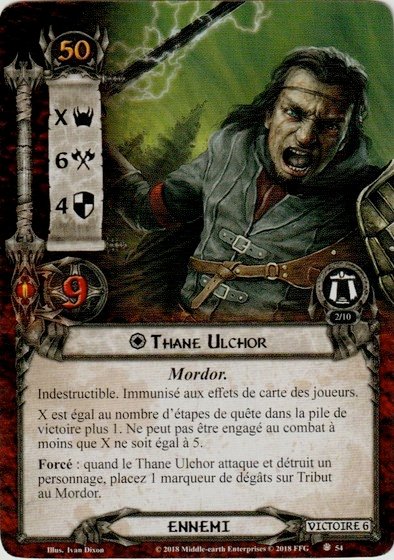 50
X
6
4
9
2/10
Thane Ulchor
Mordor.
Indestructible. Immunisé aux effets de carte des joueurs.
X est égal au nombre d'étapes de quête dans la pile de
victoire plus 1. Ne peut pas être engagé au combat à
moins que X ne soit égal à 5.
Forcé : quand le Thane Ulchor attaque et détruit un
personnage, placez 1 marqueur de dégâts sur Tribut
au Mordor.
ENNEMI
VICTOIRE 6
Illus. Ivan Dixon
© 2018 Middle-earth Enterprises © 2018 FFG
54